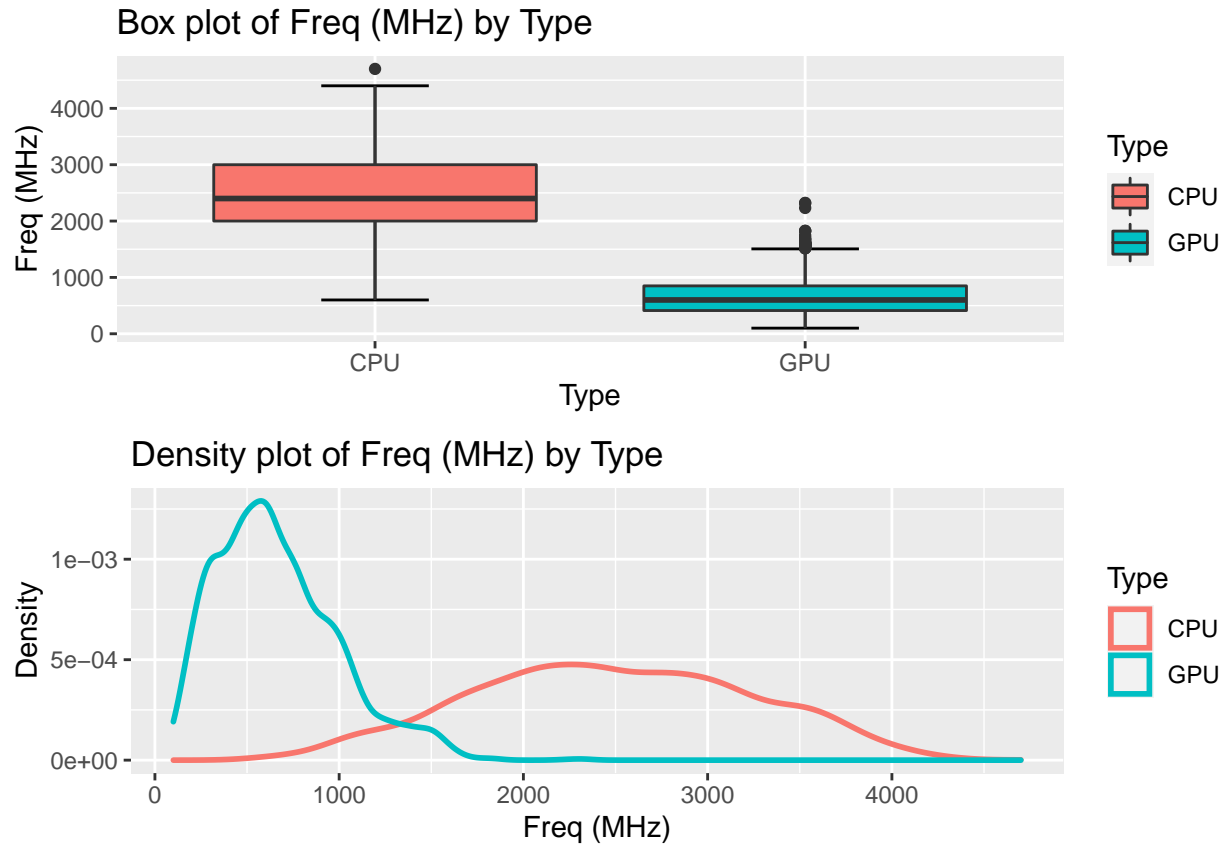 Box plot of Freq (MHz) by Type
Freq (MHz)
4000
3000
2000
1000
0
CPU GPU
Type
Type
CPU
GPU
Density plot of Freq (MHz) by Type
Density
1e−03
5e−04
0e+00
0 1000 2000 3000 4000
Freq (MHz)
Type
CPU
GPU